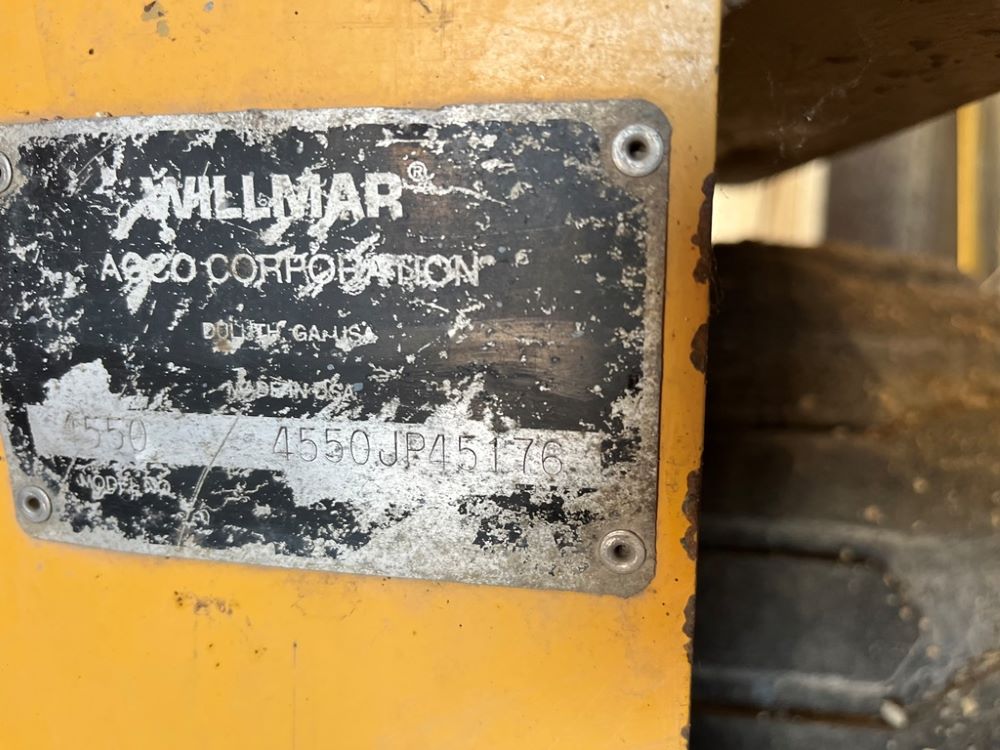 WILLMAR®
AGCO CORPORATION
DULUTH GA. USA
MADE IN USA
4550 4550JP45176
MODEL NO.